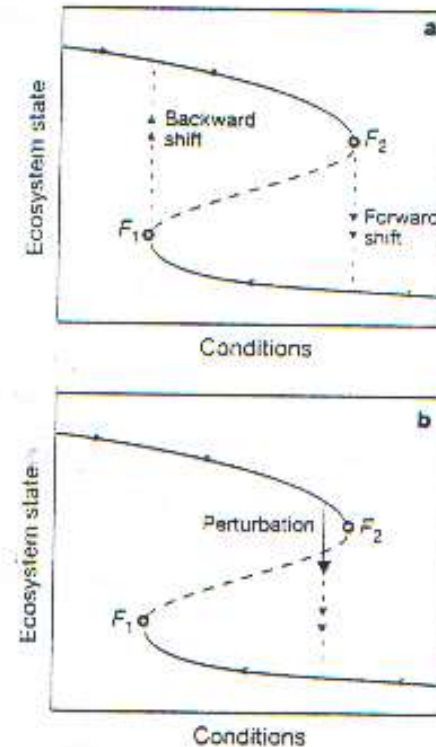 a
Ecosystem state
Backward
shift
F2
F1
Forward
shift
Conditions
b
Ecosystem state
Perturbation
F2
F1
Conditions